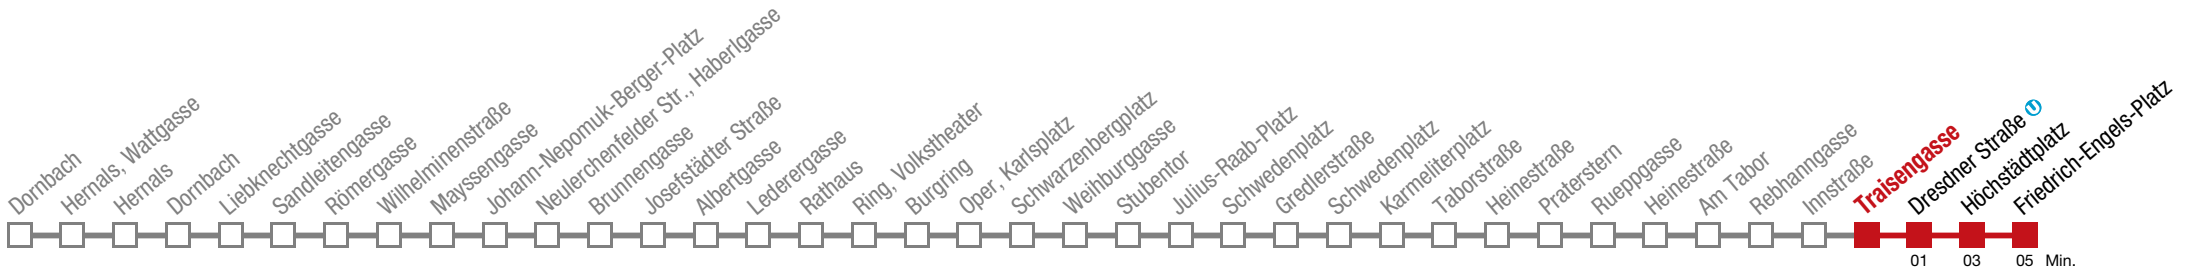 Dornbach
Hernals, Wattgasse
Hernals
Dornbach
Liebknechtgasse
Sandleitengasse
Römergasse
Wilhelminenstraße
Mayssengasse
Johann-Nepomuk-Berger-Platz
Neulerchenfelder Str., Haberlgasse
Brunnengasse
Josefstädter Straße
Albertgasse
Lederergasse
Rathaus
Ring, Volkstheater
Burgring
Oper, Karlsplatz
Schwarzenbergplatz
Weihburggasse
Stubentor
Julius-Raab-Platz
Schwedenplatz
Gredlerstraße
Schwedenplatz
Karmeliterplatz
Taborstraße
Heinestraße
Praterstern
Rueppgasse
Heinestraße
Am Tabor
Rebhanngasse
Innstraße
Traisengasse
Dresdner Straße U
Höchstädtplatz
Friedrich-Engels-Platz
01 03 05 Min.